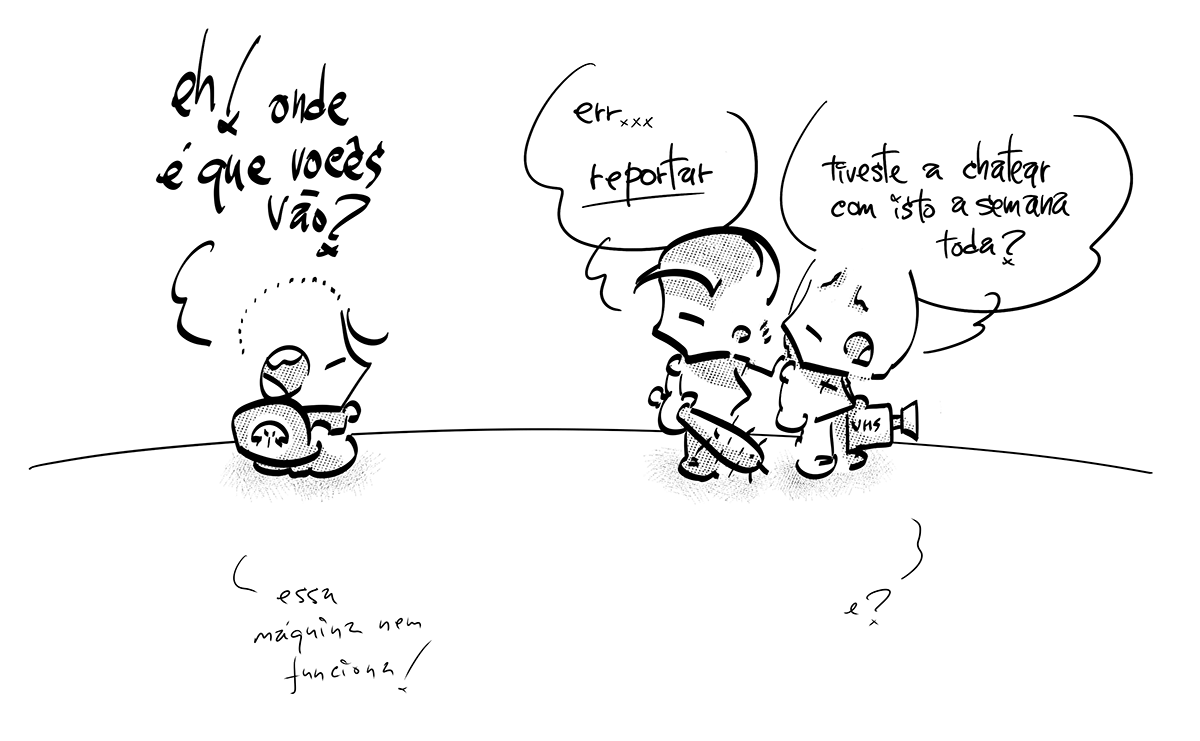 eh! onde
é que vocês
vão?
err...
reportar
tiveste a chatear
com isto a semana
toda?
VHS
essa
máquina nem
funciona!
e?